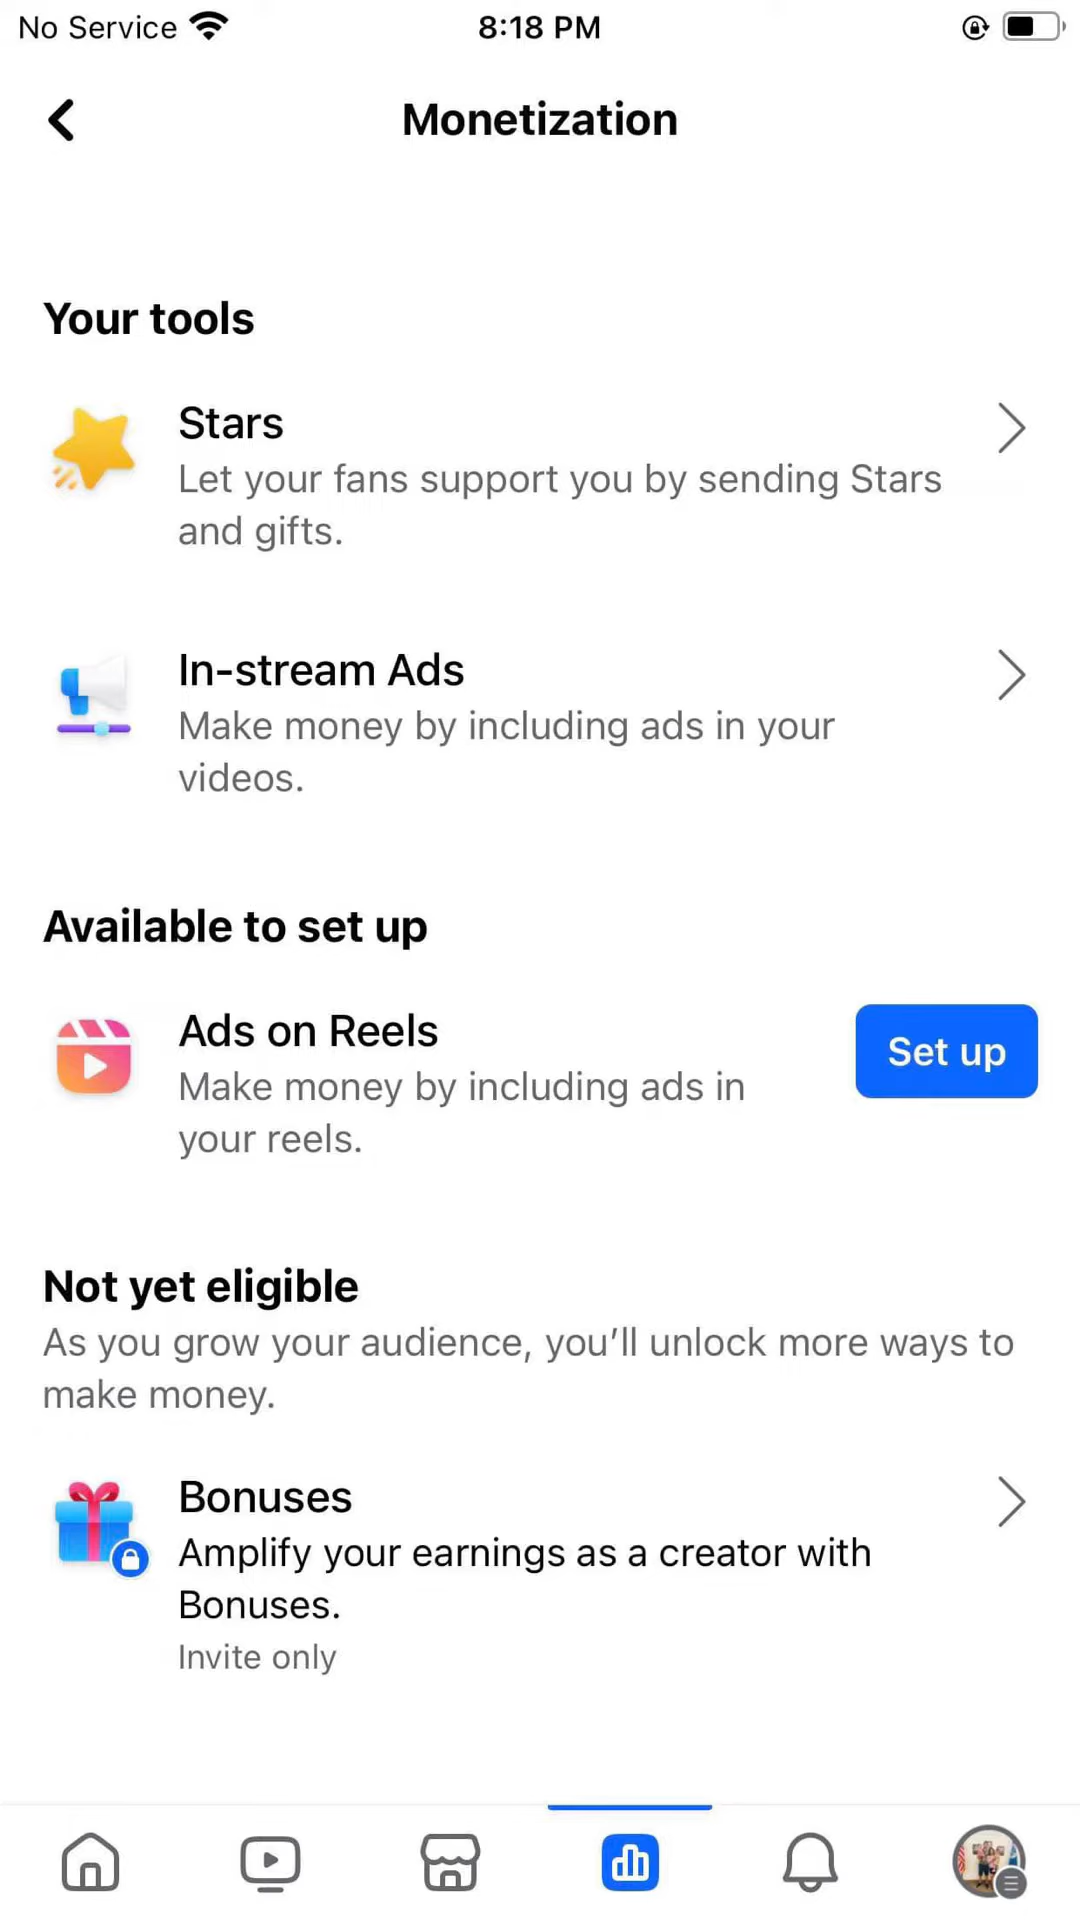 No Service
8:18 PM
Monetization
Your tools
Stars
Let your fans support you by sending Stars
and gifts.
In-stream Ads
Make money by including ads in your
videos.
Available to set up
Ads on Reels
Make money by including ads in
your reels.
Set up
Not yet eligible
As you grow your audience, you’ll unlock more ways to
make money.
Bonuses
Amplify your earnings as a creator with
Bonuses.
Invite only